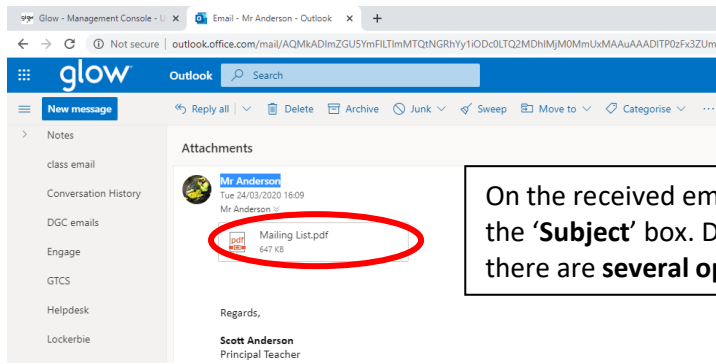 Glow - Management Console - U
Email - Mr Anderson - Outlook
Not secure | outlook.office.com/mail/
glow
Outlook Search
New message Reply all Delete Archive Junk Sweep Move to Categorise ...
Notes
class email
Conversation History
DGC emails
Engage
GTCS
Helpdesk
Lockerbie
Attachments
Mr Anderson
Tue 24/03/2020 16:09
Mr Anderson
pdf
Mailing List.pdf
647 KB
Regards,
Scott Anderson
Principal Teacher
On the received em
the ‘Subject’ box. D
there are several op